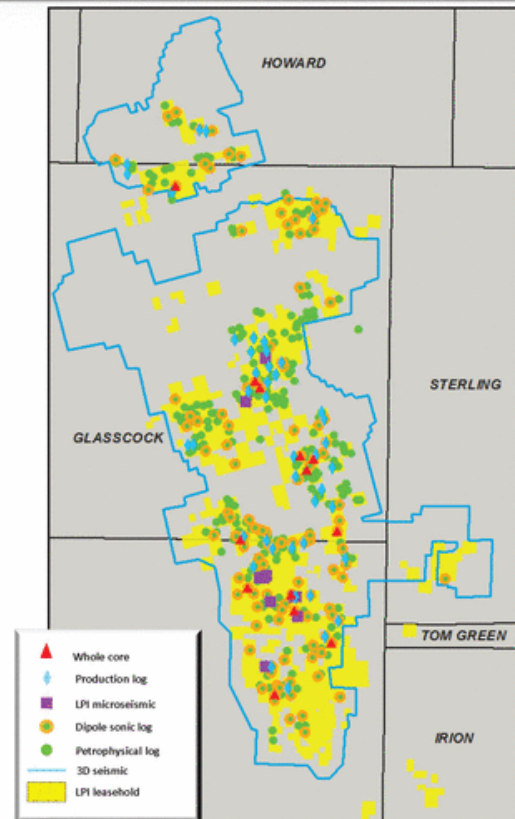 HOWARD
STERLING
GLASSCOCK
TOM GREEN
IRION
Whole core
Production log
LPI microseismic
Dipole sonic log
Petrophysical log
3D seismic
LPI leasehold